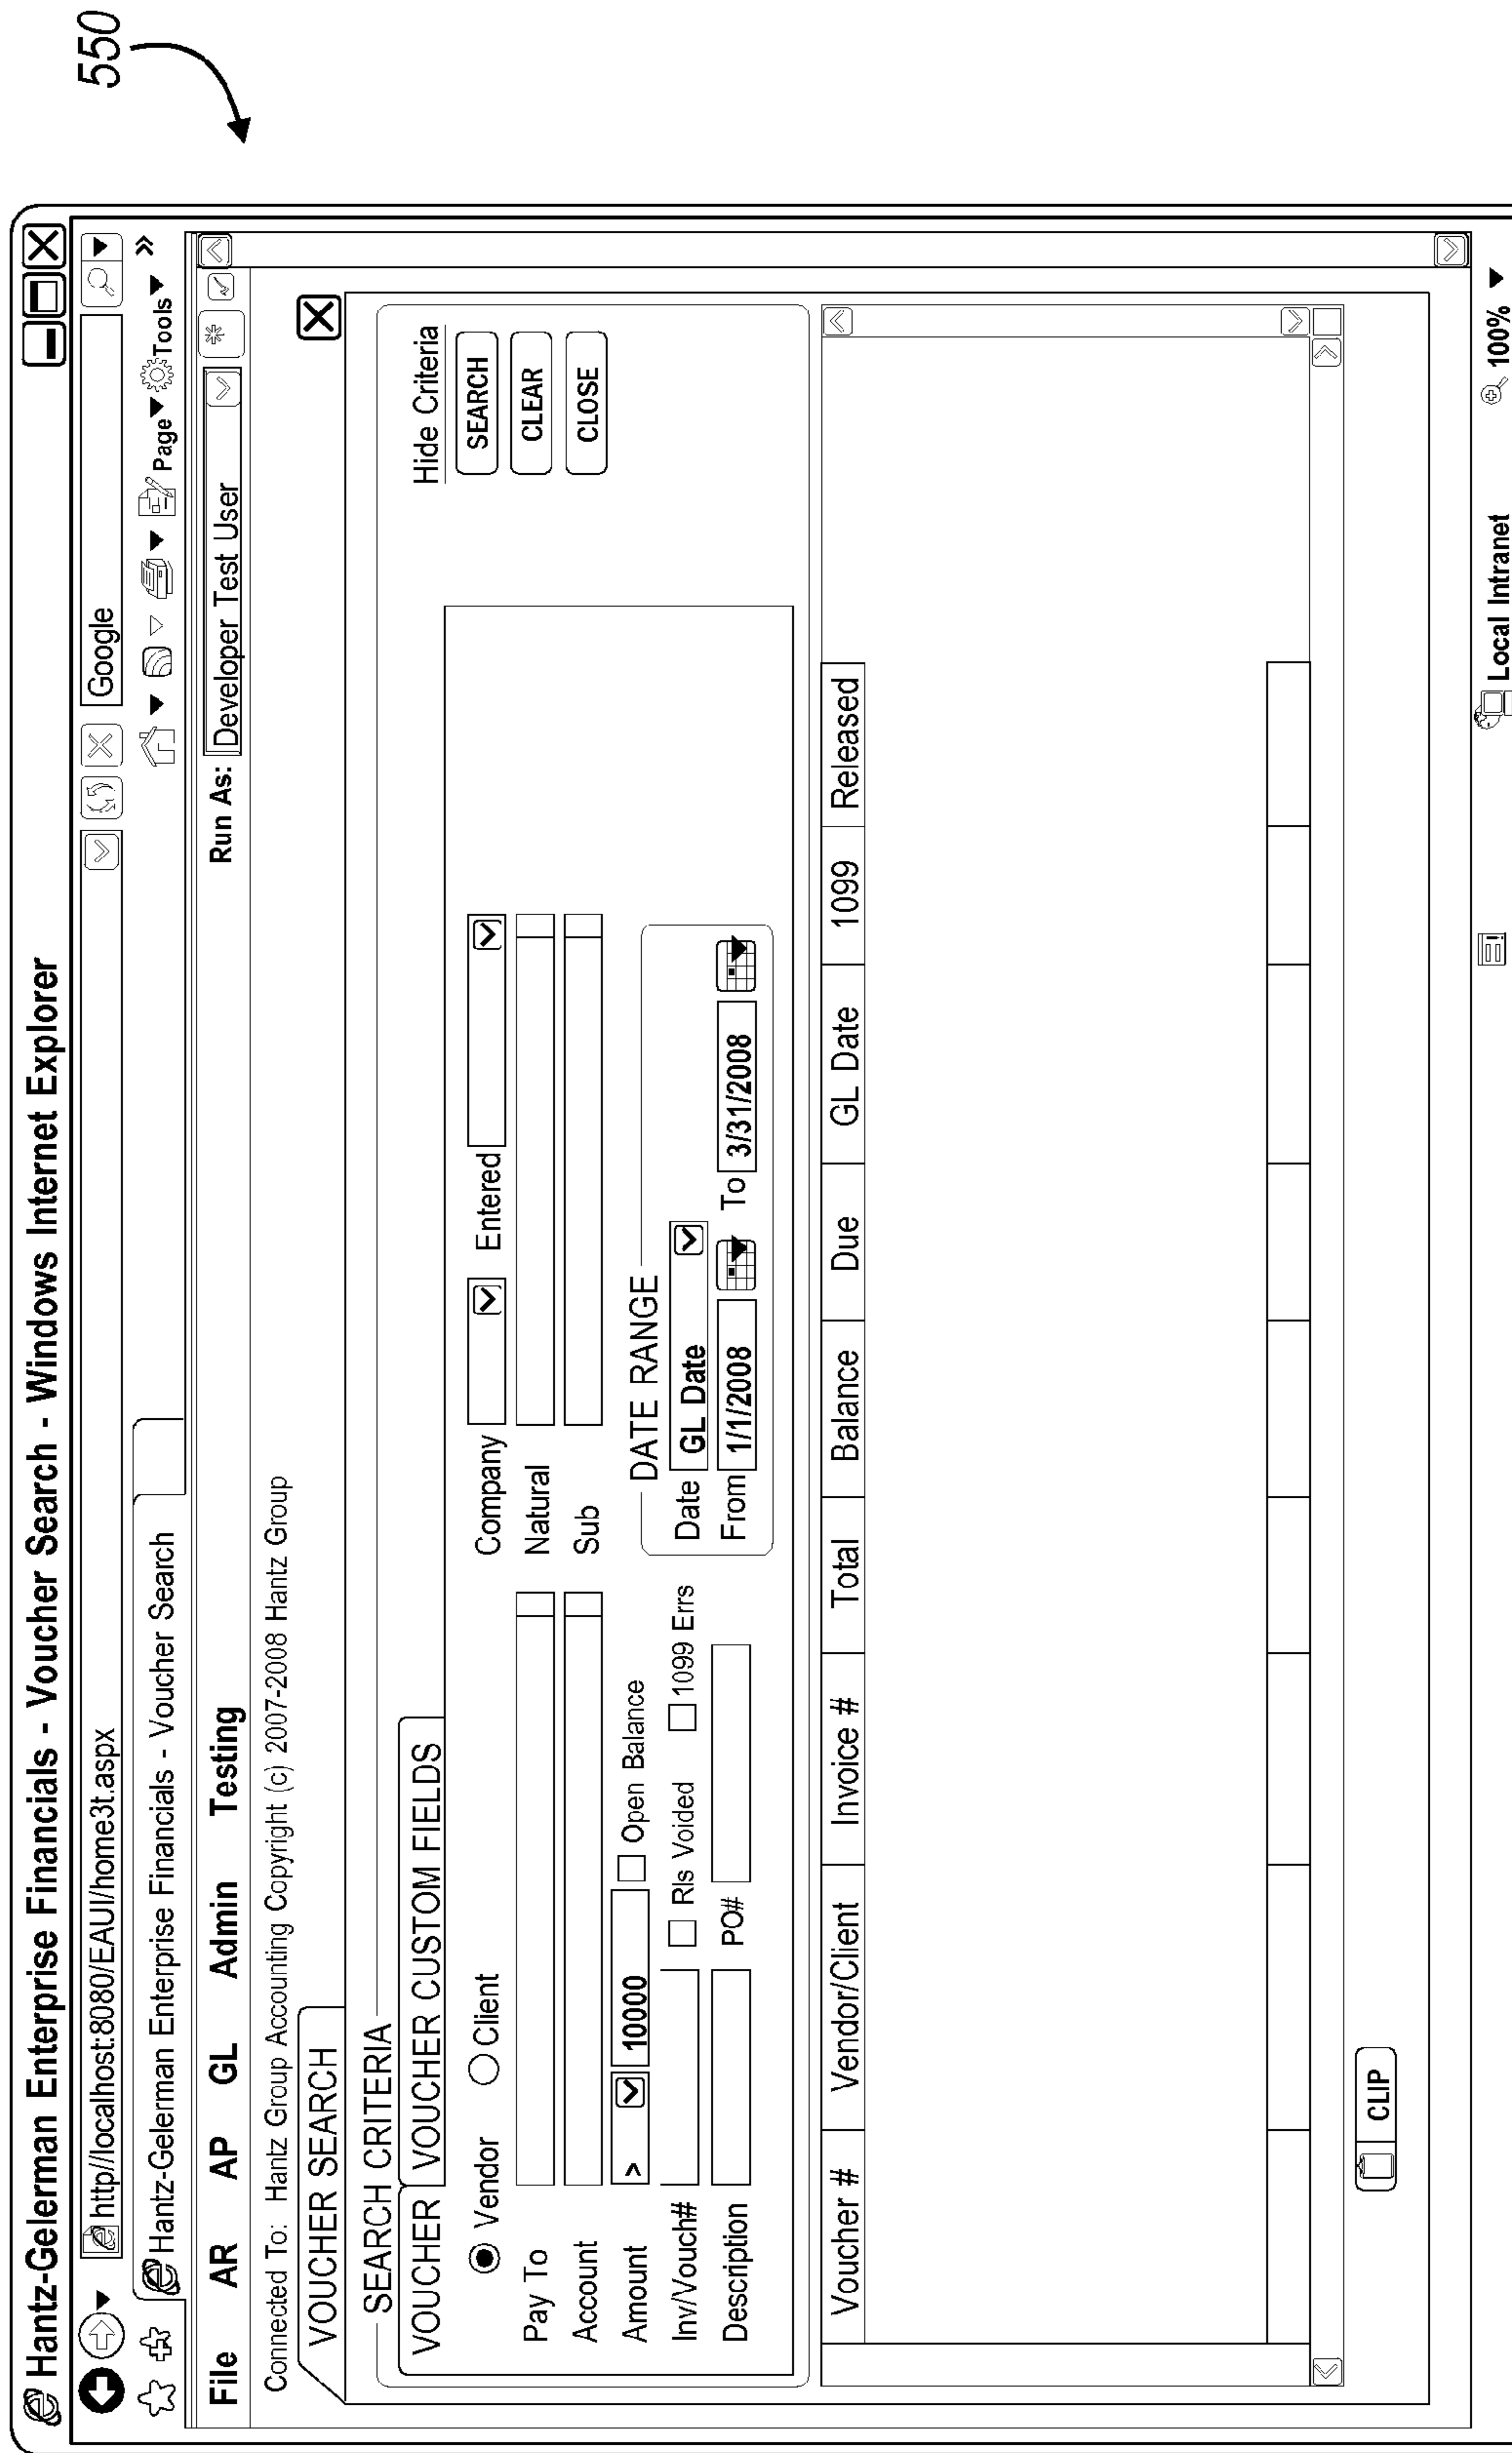 550
Hantz-Gelerman Enterprise Financials - Voucher Search - Windows Internet Explorer
http//localhost:8080/EAUI/home3t.aspx Google
Hantz-Gelerman Enterprise Financials - Voucher Search Page Tools »
File AR AP GL Admin Testing Run As: Developer Test User
Connected To: Hantz Group Accounting Copyright (c) 2007-2008 Hantz Group
VOUCHER SEARCH
SEARCH CRITERIA
VOUCHER VOUCHER CUSTOM FIELDS Hide Criteria
Vendor Client Company Entered SEARCH
Pay To Natural CLEAR
Account Sub CLOSE
Amount > 10000 Open Balance DATE RANGE
Inv/Vouch# Rls Voided 1099 Errs Date GL Date
Description PO# From 1/1/2008 To 3/31/2008
Voucher # Vendor/Client Invoice # Total Balance Due GL Date 1099 Released
CLIP
Local Intranet 100%